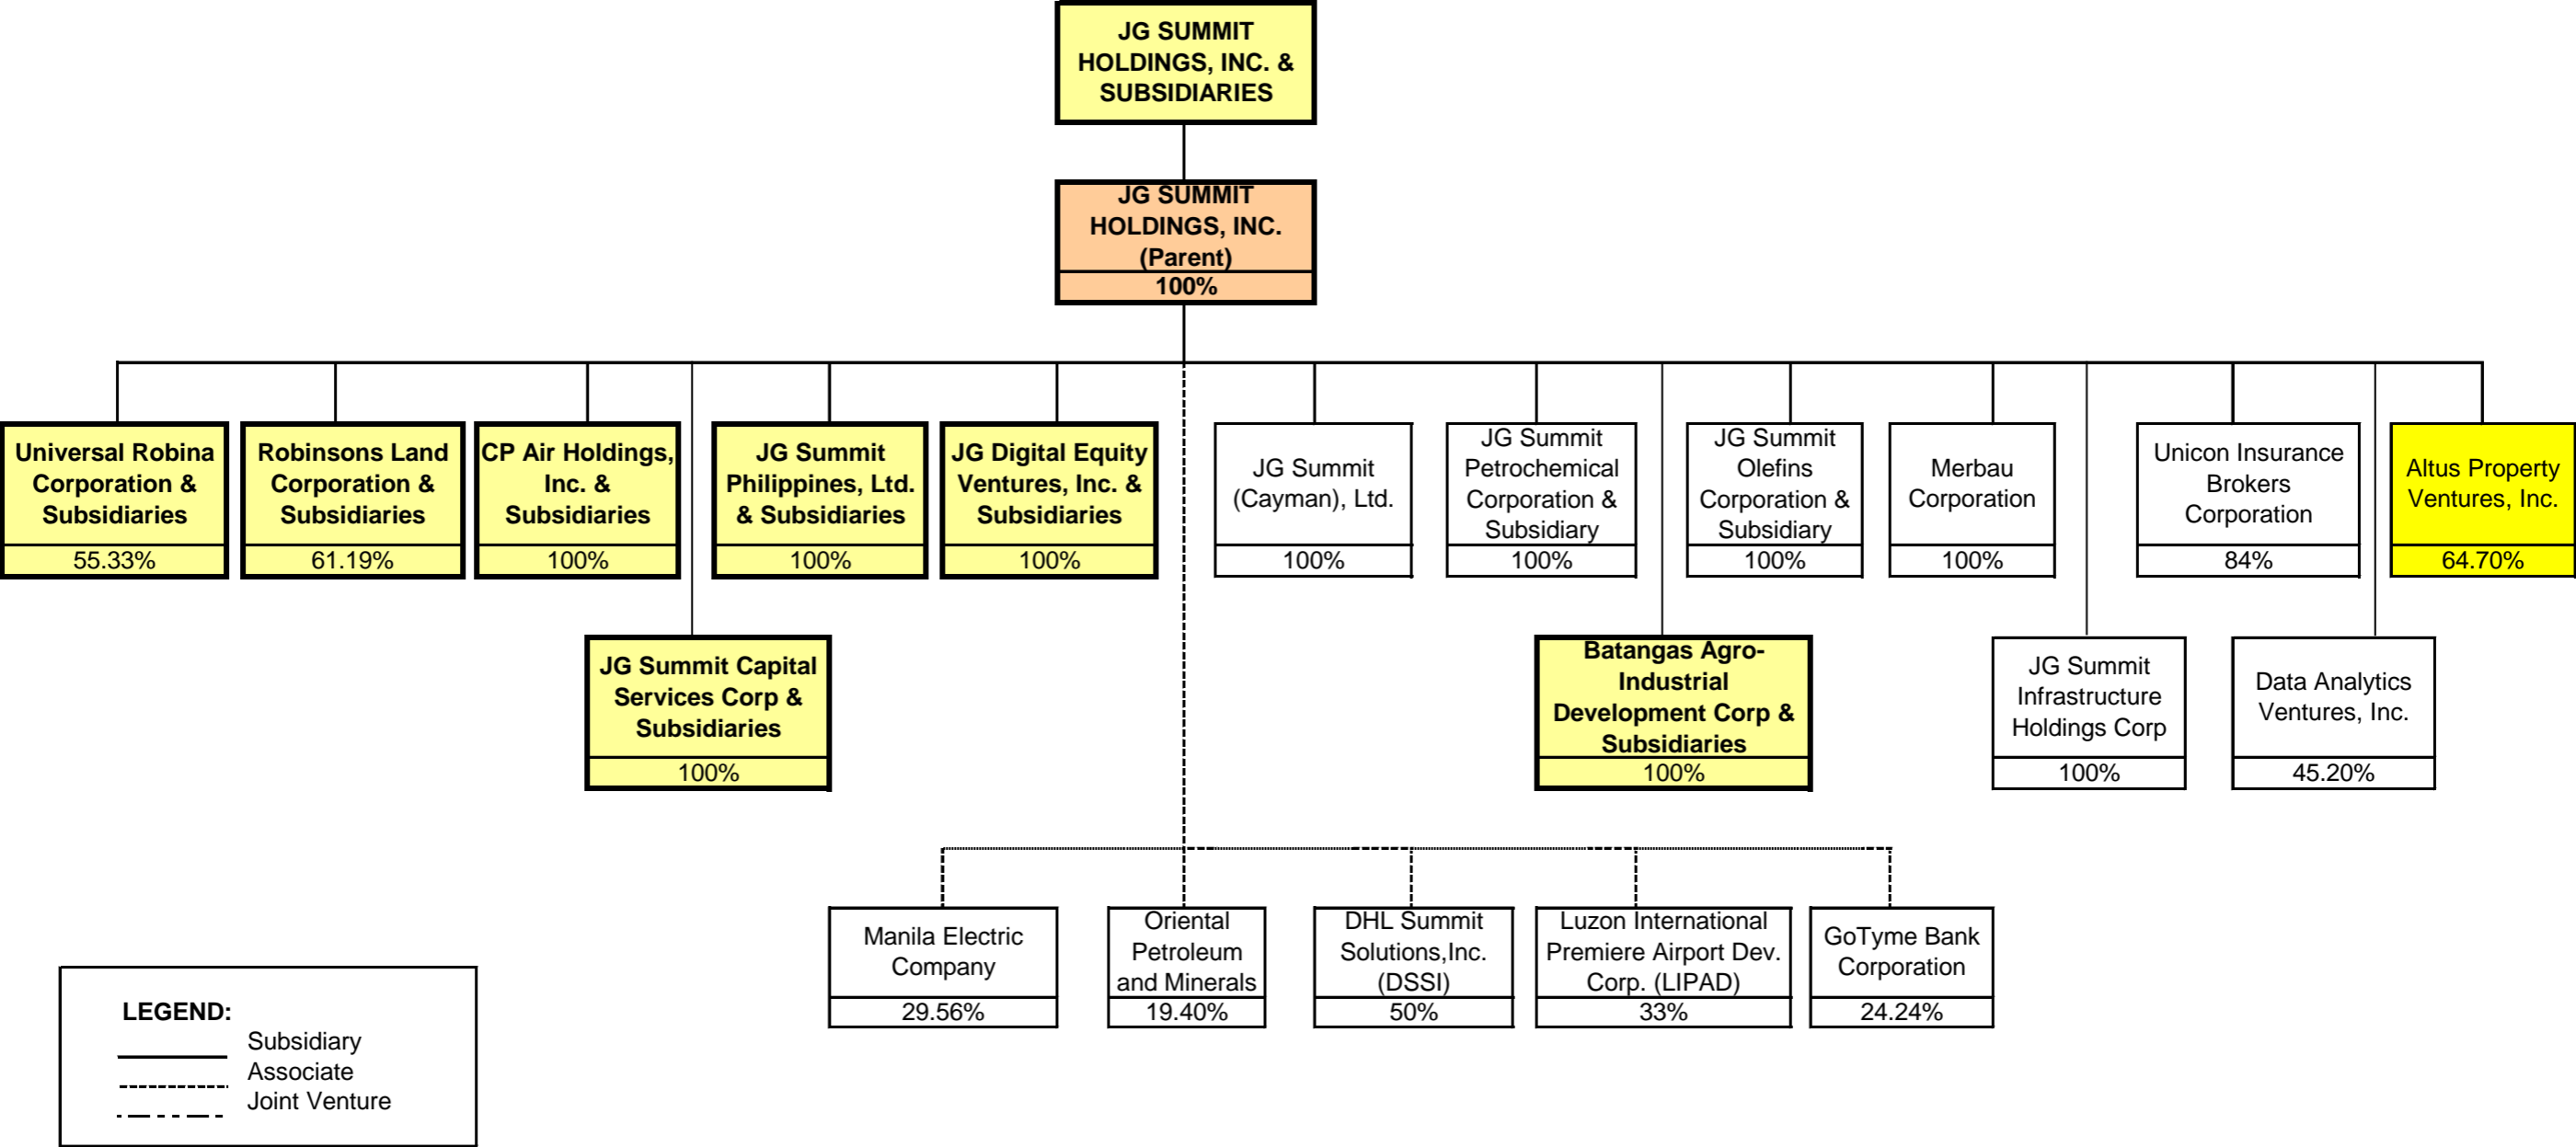 JG SUMMIT
HOLDINGS, INC. &
SUBSIDIARIES
JG SUMMIT
HOLDINGS, INC.
(Parent)
100%
Universal Robina
Corporation &
Subsidiaries
55.33%
Robinsons Land
Corporation &
Subsidiaries
61.19%
CP Air Holdings,
Inc. &
Subsidiaries
100%
JG Summit
Philippines, Ltd.
& Subsidiaries
100%
JG Digital Equity
Ventures, Inc. &
Subsidiaries
100%
JG Summit
(Cayman), Ltd.
100%
JG Summit
Petrochemical
Corporation &
Subsidiary
100%
JG Summit
Olefins
Corporation &
Subsidiary
100%
Merbau
Corporation
100%
Unicon Insurance
Brokers
Corporation
84%
Altus Property
Ventures, Inc.
64.70%
JG Summit Capital
Services Corp &
Subsidiaries
100%
Batangas Agro-
Industrial
Development Corp &
Subsidiaries
100%
JG Summit
Infrastructure
Holdings Corp
100%
Data Analytics
Ventures, Inc.
45.20%
Manila Electric
Company
29.56%
Oriental
Petroleum
and Minerals
19.40%
DHL Summit
Solutions,Inc.
(DSSI)
50%
Luzon International
Premiere Airport Dev.
Corp. (LIPAD)
33%
GoTyme Bank
Corporation
24.24%
LEGEND:
Subsidiary
Associate
Joint Venture